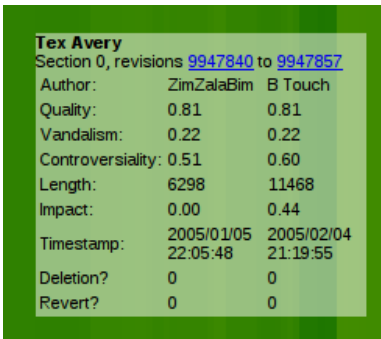 Tex Avery
Section 0, revisions 9947840 to 9947857
Author: ZimZalaBim B Touch
Quality: 0.81 0.81
Vandalism: 0.22 0.22
Controversiality: 0.51 0.60
Length: 6298 11468
Impact: 0.00 0.44
Timestamp: 2005/01/05 22:05:48 2005/02/04 21:19:55
Deletion? 0 0
Revert? 0 0